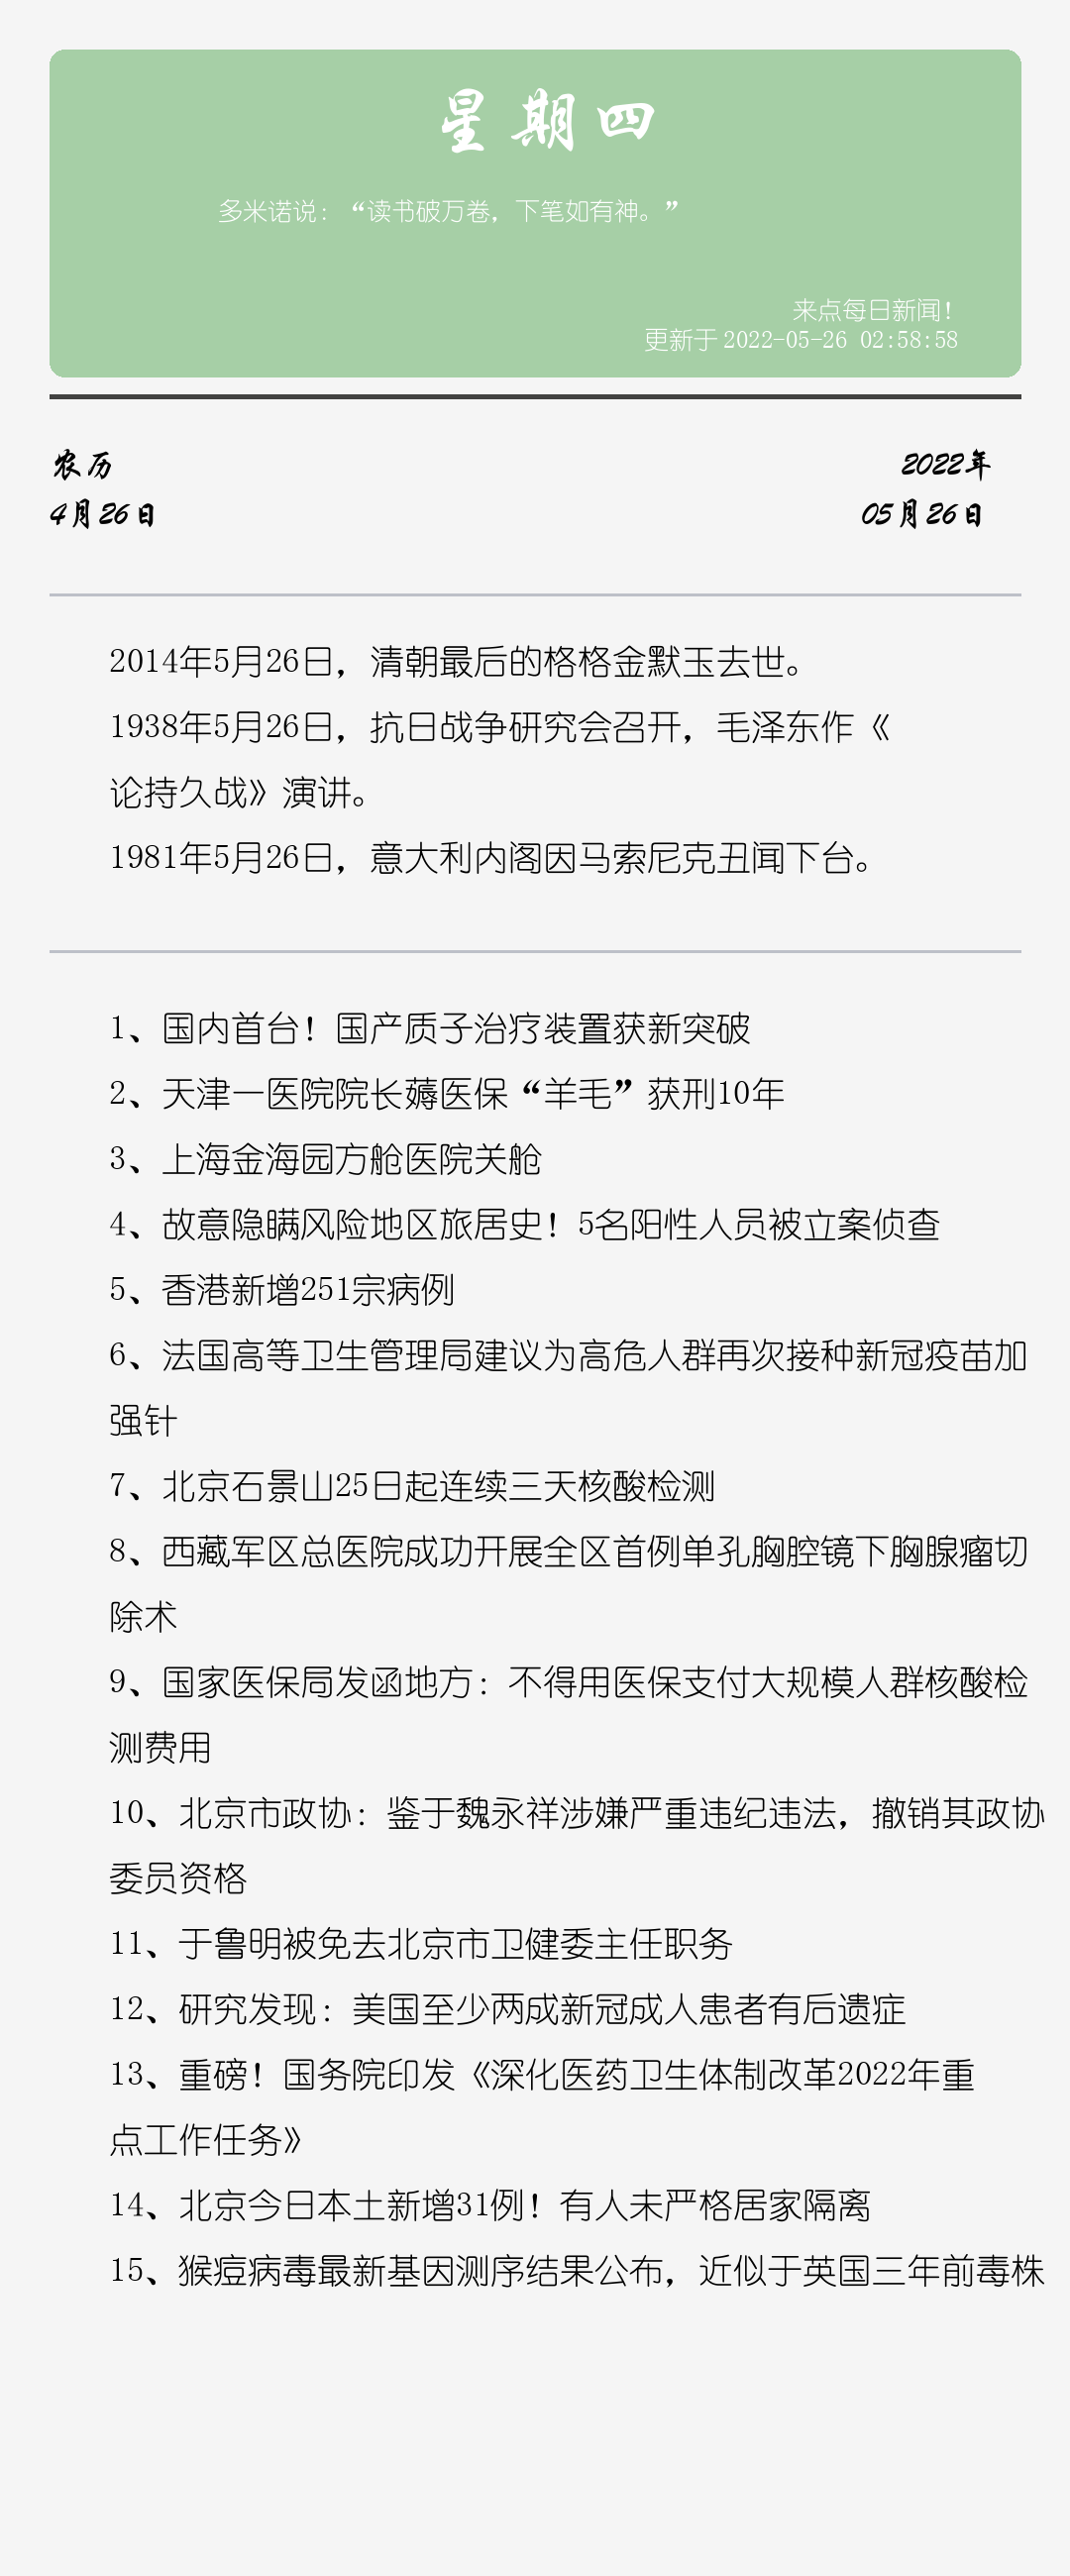 星期四
多米诺说：“读书破万卷，下笔如有神。”
来点每日新闻！
更新于2022-05-26 02:58:58
农历
2022年
4月26日
05月26日
2014年5月26日，清朝最后的格格金默玉去世。
1938年5月26日，抗日战争研究会召开，毛泽东作《
论持久战》演讲。
1981年5月26日，意大利内阁因马索尼克丑闻下台。
1、国内首台！国产质子治疗装置获新突破
2、天津一医院院长薅医保“羊毛”获刑10年
3、上海金海园方舱医院关舱
4、故意隐瞒风险地区旅居史！5名阳性人员被立案侦查
5、香港新增251宗病例
6、法国高等卫生管理局建议为高危人群再次接种新冠疫苗加
强针
7、北京石景山25日起连续三天核酸检测
8、西藏军区总医院成功开展全区首例单孔胸腔镜下胸腺瘤切
除术
9、国家医保局发函地方：不得用医保支付大规模人群核酸检
测费用
10、北京市政协：鉴于魏永祥涉嫌严重违纪违法，撤销其政协
委员资格
11、于鲁明被免去北京市卫健委主任职务
12、研究发现：美国至少两成新冠成人患者有后遗症
13、重磅！国务院印发《深化医药卫生体制改革2022年重
点工作任务》
14、北京今日本土新增31例！有人未严格居家隔离
15、猴痘病毒最新基因测序结果公布，近似于英国三年前毒株